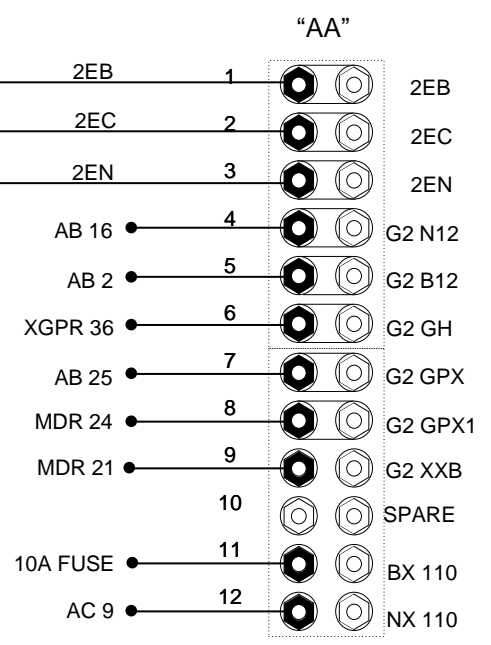 “AA”
2EB 1 2EB
2EC 2 2EC
2EN 3 2EN
AB 16 4 G2 N12
AB 2 5 G2 B12
XGPR 36 6 G2 GH
AB 25 7 G2 GPX
MDR 24 8 G2 GPX1
MDR 21 9 G2 XXB
10 SPARE
10A FUSE 11 BX 110
AC 9 12 NX 110